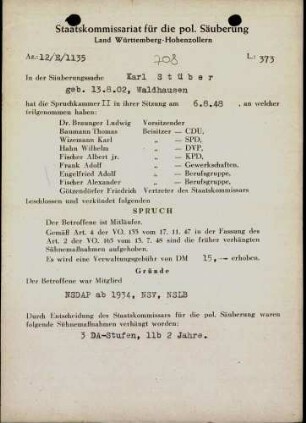 Staatskommissariat für die pol. Säuberung
Land Württemberg-Hohenzollern
Az.: 12/E/1135 708 L: 373
In der Säuberungssache Karl Stüber
geb. 13.8.02, Waldhausen
hat die Spruchkammer II in ihrer Sitzung am 6.8.48, an welcher
teilgenommen haben:
Dr. Benanger Ludwig Vorsitzender
Baumann Thomas Beisitzer — CDU,
Wizemann Karl „ — SPD,
Hahn Wilhelm „ — DVP,
Fischer Albert jr. „ — KPD,
Frank Adolf „ — Gewerkschaften,
Engelfried Adolf „ — Berufsgruppe,
Fischer Alexander „ — Berufsgruppe,
Götzendörfer Friedrich Vertreter des Staatskommissars
beschlossen und verkündet folgenden
SPRUCH
Der Betroffene ist Mitläufer.
Gemäß Art. 4 der VO. 133 vom 17. 11. 47 in der Fassung des
Art. 2 der VO. 165 vom 13. 7. 48 sind die früher verhängten
Sühnemaßnahmen aufgehoben.
Es wird eine Verwaltungsgebühr von DM 15,— erhoben.
Gründe
Der Betroffene war Mitglied
NSDAP ab 1934, NSV, NSLB
Durch Entscheidung des Staatskommissars für die pol. Säuberung waren
folgende Sühnemaßnahmen verhängt worden:
3 DA-Stufen, 11b 2 Jahre.